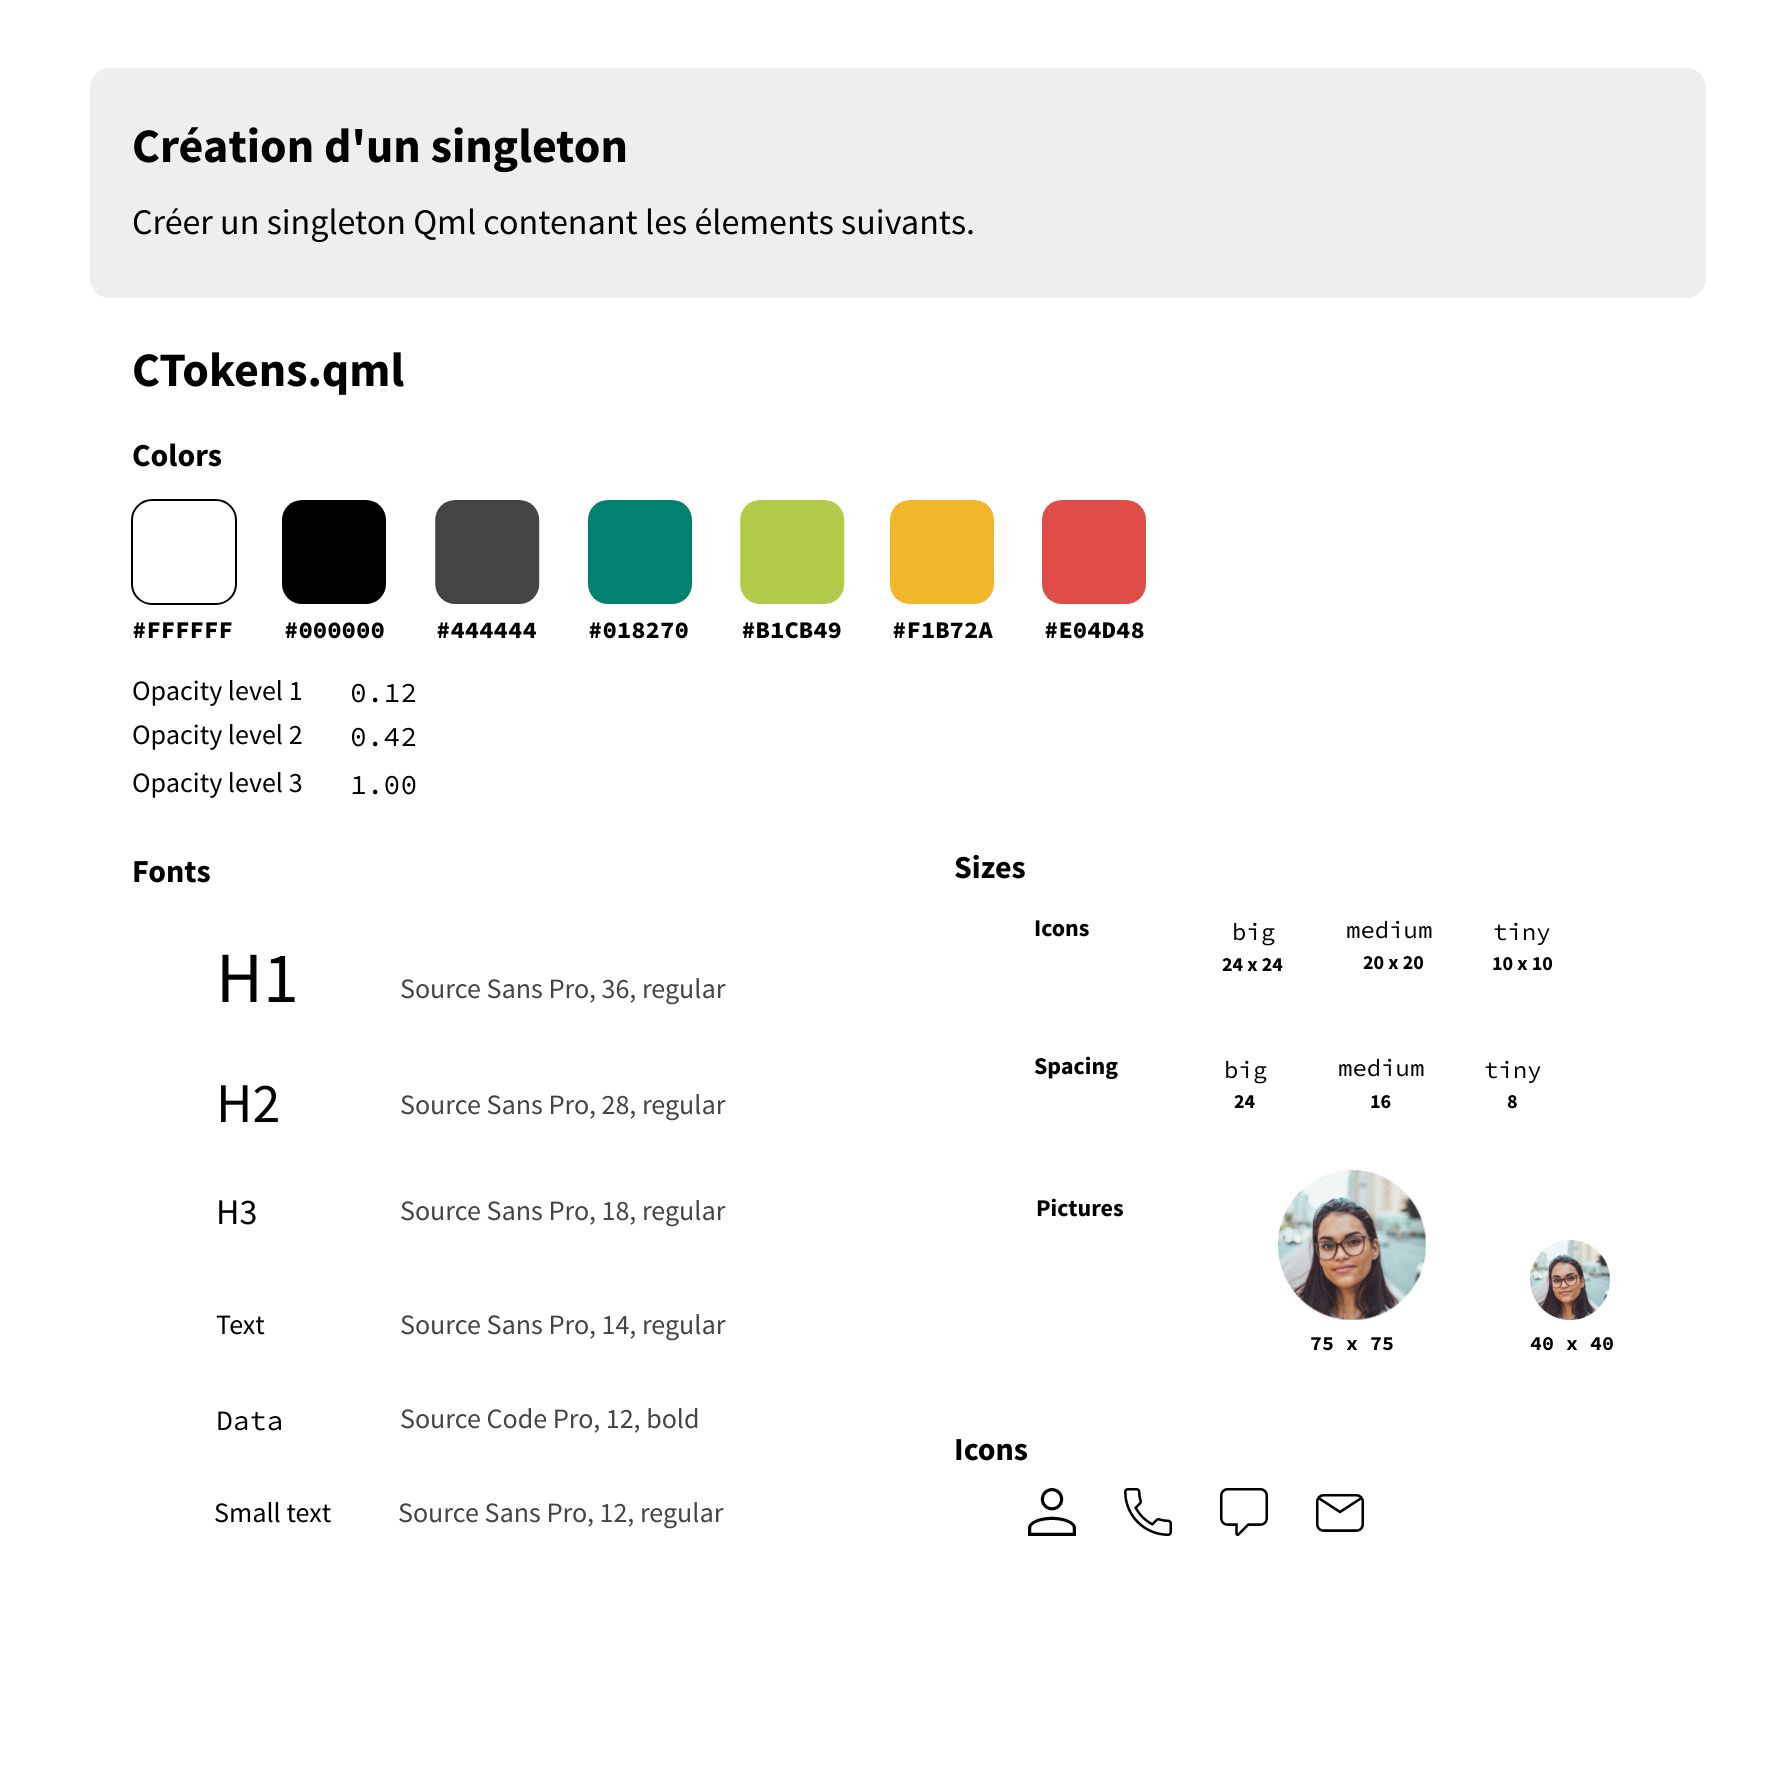 Création d'un singleton
Créer un singleton Qml contenant les élements suivants.
CTokens.qml
Colors
#FFFFFF #000000 #444444 #018270 #B1CB49 #F1B72A #E04D48
Opacity level 1 0.12
Opacity level 2 0.42
Opacity level 3 1.00
Fonts
H1 Source Sans Pro, 36, regular
H2 Source Sans Pro, 28, regular
H3 Source Sans Pro, 18, regular
Text Source Sans Pro, 14, regular
Data Source Code Pro, 12, bold
Small text Source Sans Pro, 12, regular
Sizes
Icons big medium tiny
24 x 24 20 x 20 10 x 10
Spacing big medium tiny
24 16 8
Pictures
75 x 75 40 x 40
Icons